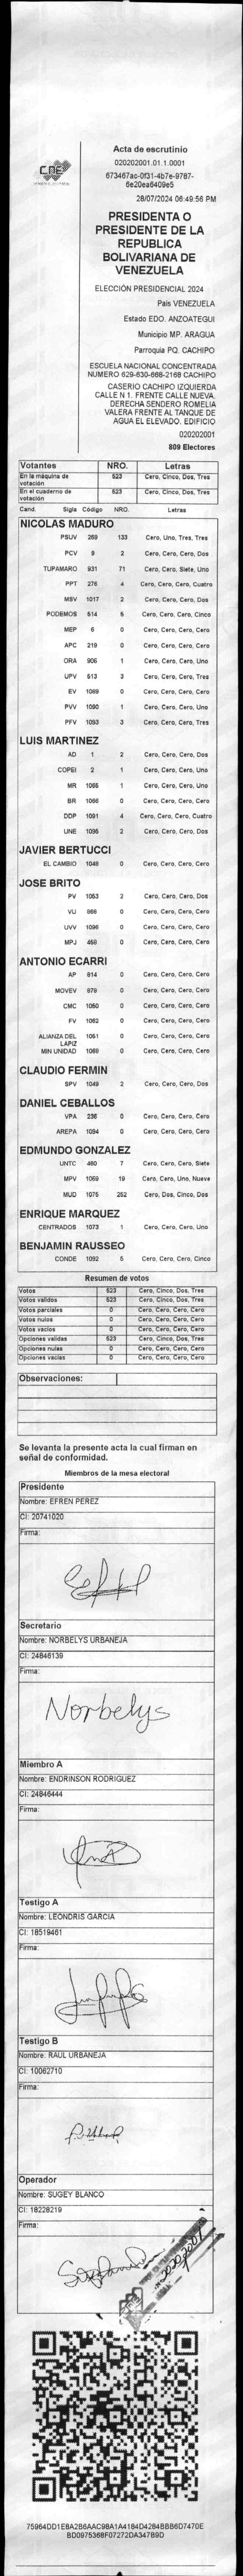 CNE
Acta de escrutinio
020202001.01.1.0001
673467ac-0f31-4b7e-9787-
6e20ea6409e5
28/07/2024 06:49:56 PM
PRESIDENTA O
PRESIDENTE DE LA
REPUBLICA
BOLIVARIANA DE
VENEZUELA
ELECCIÓN PRESIDENCIAL 2024
País VENEZUELA
Estado EDO. ANZOATEGUI
Municipio MP. ARAGUA
Parroquia PQ. CACHIPO
ESCUELA NACIONAL CONCENTRADA
NUMERO 629-630-668-2168 CACHIPO
CASERIO CACHIPO IZQUIERDA
CALLE N 1. FRENTE CALLE NUEVA.
DERECHA SENDERO ROMELIA
VALERA FRENTE AL TANQUE DE
AGUA EL ELEVADO. EDIFICIO
020202001
809 Electores
Votantes NRO. Letras
En la máquina de votación 523 Cero, Cinco, Dos, Tres
En el cuaderno de votación 523 Cero, Cinco, Dos, Tres
Cand. Sigla Código NRO. Letras
NICOLAS MADURO
PSUV 269 133 Cero, Uno, Tres, Tres
PCV 9 2 Cero, Cero, Cero, Dos
TUPAMARO 931 71 Cero, Cero, Siete, Uno
PPT 276 4 Cero, Cero, Cero, Cuatro
MSV 1017 2 Cero, Cero, Cero, Dos
PODEMOS 514 5 Cero, Cero, Cero, Cinco
MEP 6 0 Cero, Cero, Cero, Cero
APC 219 0 Cero, Cero, Cero, Cero
ORA 906 1 Cero, Cero, Cero, Uno
UPV 513 3 Cero, Cero, Cero, Tres
EV 1089 0 Cero, Cero, Cero, Cero
PVV 1090 1 Cero, Cero, Cero, Uno
PFV 1093 3 Cero, Cero, Cero, Tres
LUIS MARTINEZ
AD 1 2 Cero, Cero, Cero, Dos
COPEI 2 1 Cero, Cero, Cero, Uno
MR 1065 1 Cero, Cero, Cero, Uno
BR 1066 0 Cero, Cero, Cero, Cero
DDP 1091 4 Cero, Cero, Cero, Cuatro
UNE 1095 2 Cero, Cero, Cero, Dos
JAVIER BERTUCCI
EL CAMBIO 1048 0 Cero, Cero, Cero, Cero
JOSE BRITO
PV 1053 2 Cero, Cero, Cero, Dos
VU 868 0 Cero, Cero, Cero, Cero
UVV 1096 0 Cero, Cero, Cero, Cero
MPJ 458 0 Cero, Cero, Cero, Cero
ANTONIO ECARRI
AP 814 0 Cero, Cero, Cero, Cero
MOVEV 879 0 Cero, Cero, Cero, Cero
CMC 1050 0 Cero, Cero, Cero, Cero
FV 1062 0 Cero, Cero, Cero, Cero
ALIANZA DEL LAPIZ 1051 0 Cero, Cero, Cero, Cero
MIN UNIDAD 1068 0 Cero, Cero, Cero, Cero
CLAUDIO FERMIN
SPV 1049 2 Cero, Cero, Cero, Dos
DANIEL CEBALLOS
VPA 236 0 Cero, Cero, Cero, Cero
AREPA 1094 0 Cero, Cero, Cero, Cero
EDMUNDO GONZALEZ
UNTC 460 7 Cero, Cero, Cero, Siete
MPV 1069 19 Cero, Cero, Uno, Nueve
MUD 1075 252 Cero, Dos, Cinco, Dos
ENRIQUE MARQUEZ
CENTRADOS 1073 1 Cero, Cero, Cero, Uno
BENJAMIN RAUSSEO
CONDE 1092 5 Cero, Cero, Cero, Cinco
Resumen de votos
Votos 523 Cero, Cinco, Dos, Tres
Votos validos 523 Cero, Cinco, Dos, Tres
Votos parciales 0 Cero, Cero, Cero, Cero
Votos nulos 0 Cero, Cero, Cero, Cero
Votos vacíos 0 Cero, Cero, Cero, Cero
Opciones validas 523 Cero, Cinco, Dos, Tres
Opciones nulas 0 Cero, Cero, Cero, Cero
Opciones vacias 0 Cero, Cero, Cero, Cero
Observaciones:
Se levanta la presente acta la cual firman en
señal de conformidad.
Miembros de la mesa electoral
Presidente
Nombre: EFREN PEREZ
CI: 20741020
Firma:
Secretario
Nombre: NORBELYS URBANEJA
CI: 24846139
Firma:
Norbelys
Miembro A
Nombre: ENDRINSON RODRIGUEZ
CI: 24846444
Firma:
Testigo A
Nombre: LEONDRIS GARCIA
CI: 18519461
Firma:
Testigo B
Nombre: RAUL URBANEJA
CI: 10062710
Firma:
Operador
Nombre: SUGEY BLANCO
CI: 18228219
Firma:
75964DD1E8A2B6AAC98A1A4184D4284BBB6D7470E
BD0975368F07272DA347B9D